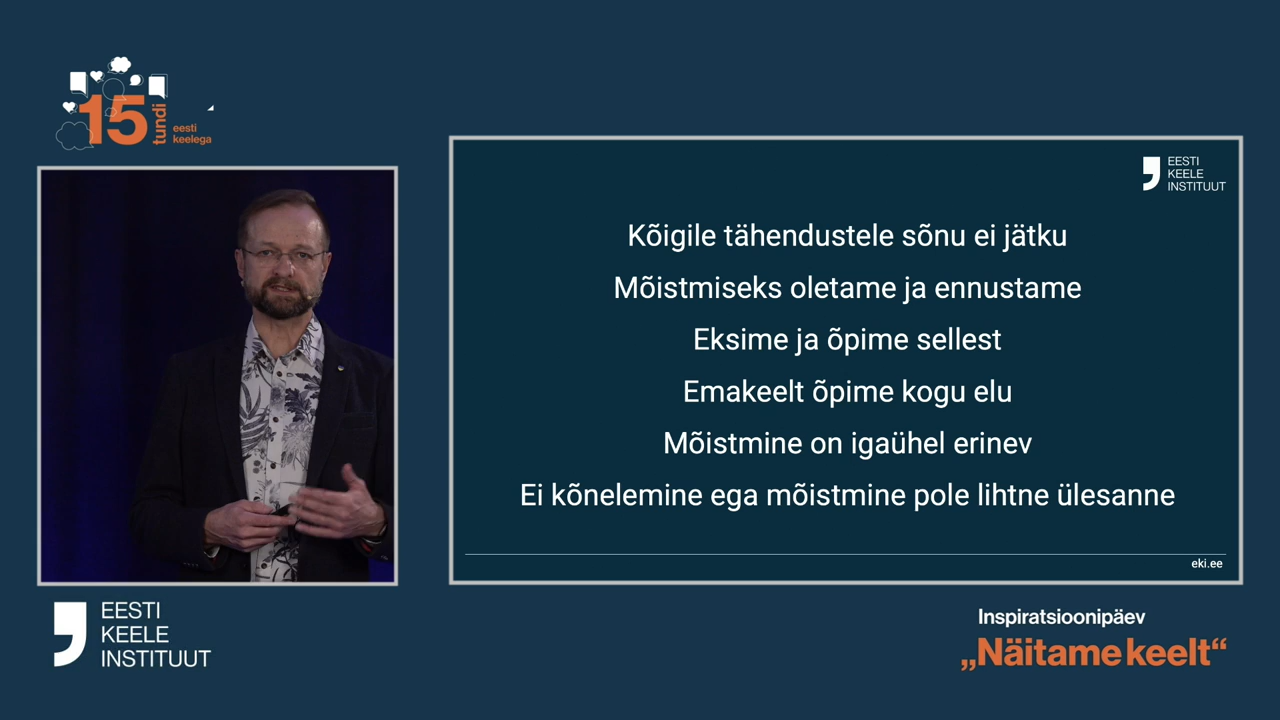 15
tundi
eesti
keelega
EESTI
KEELE
INSTITUUT
Kõigile tähendustele sõnu ei jätku
Mõistmiseks oletame ja ennustame
Eksime ja õpime sellest
Emakeelt õpime kogu elu
Mõistmine on igaühel erinev
Ei kõnelemine ega mõistmine pole lihtne ülesanne
eki.ee
EESTI
KEELE
INSTITUUT
Inspiratsioonipäev
„Näitame keelt“